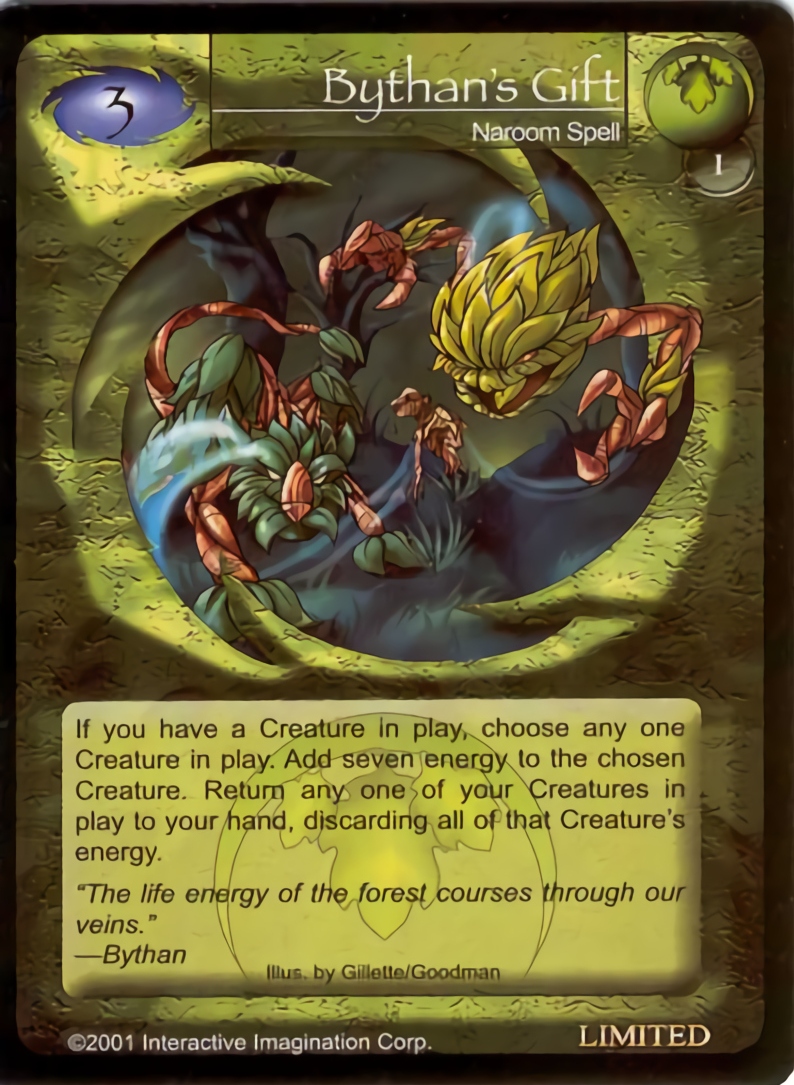 3
Bythan's Gift
Naroom Spell
1
If you have a Creature in play, choose any one
Creature in play. Add seven energy to the chosen
Creature. Return any one of your Creatures in
play to your hand, discarding all of that Creature's
energy.
“The life energy of the forest courses through our
veins.”
—Bythan
Illus. by Gillette/Goodman
©2001 Interactive Imagination Corp.
LIMITED